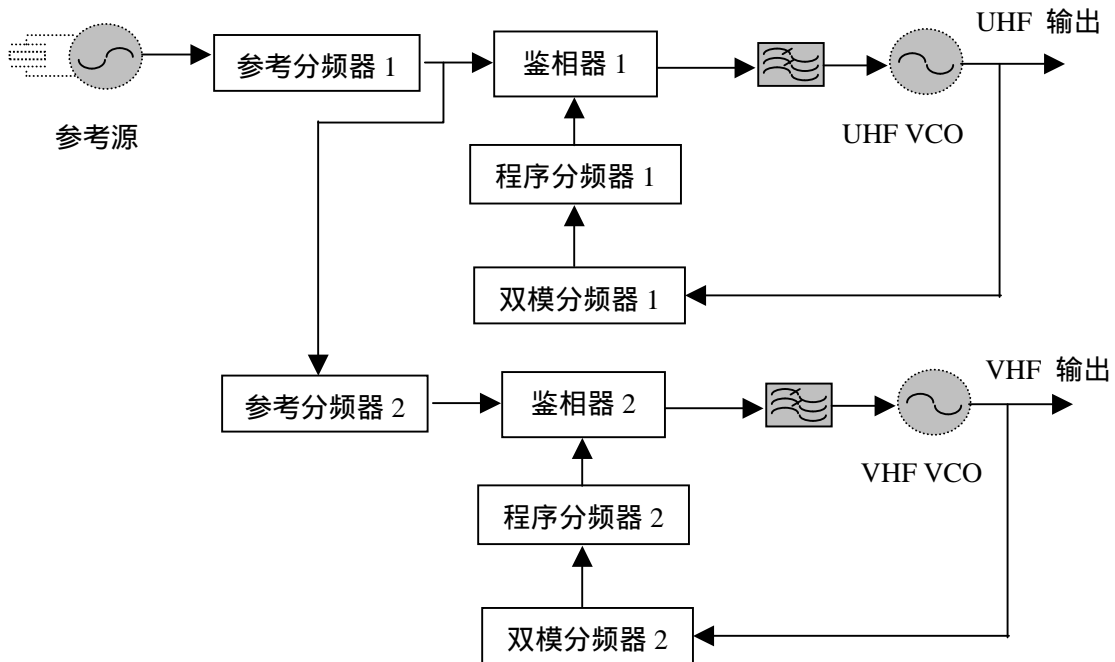 UHF 输出
参考分频器 1
鉴相器 1
参考源
UHF VCO
程序分频器 1
双模分频器 1
VHF 输出
参考分频器 2
鉴相器 2
VHF VCO
程序分频器 2
双模分频器 2